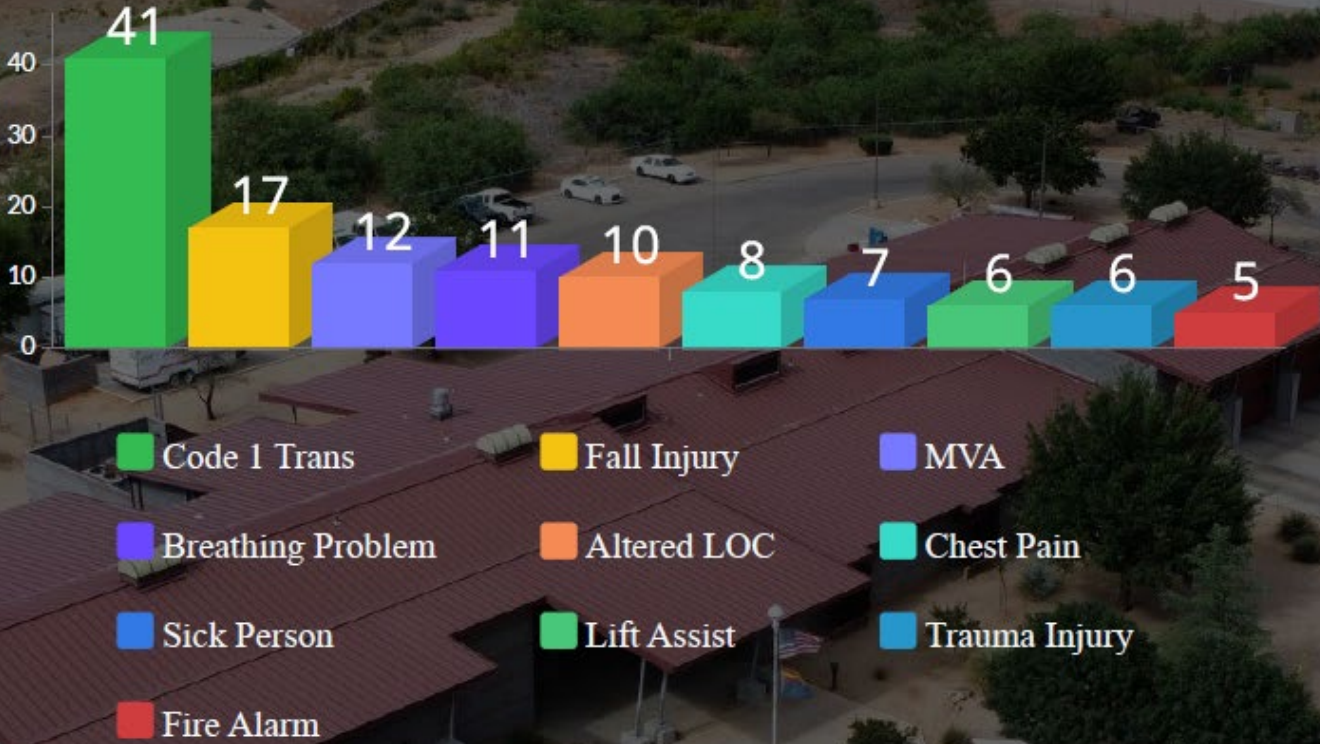 41
40
30
20
10
0
17
12
11
10
8
7
6
6
5
Code 1 Trans
Fall Injury
MVA
Breathing Problem
Altered LOC
Chest Pain
Sick Person
Lift Assist
Trauma Injury
Fire Alarm